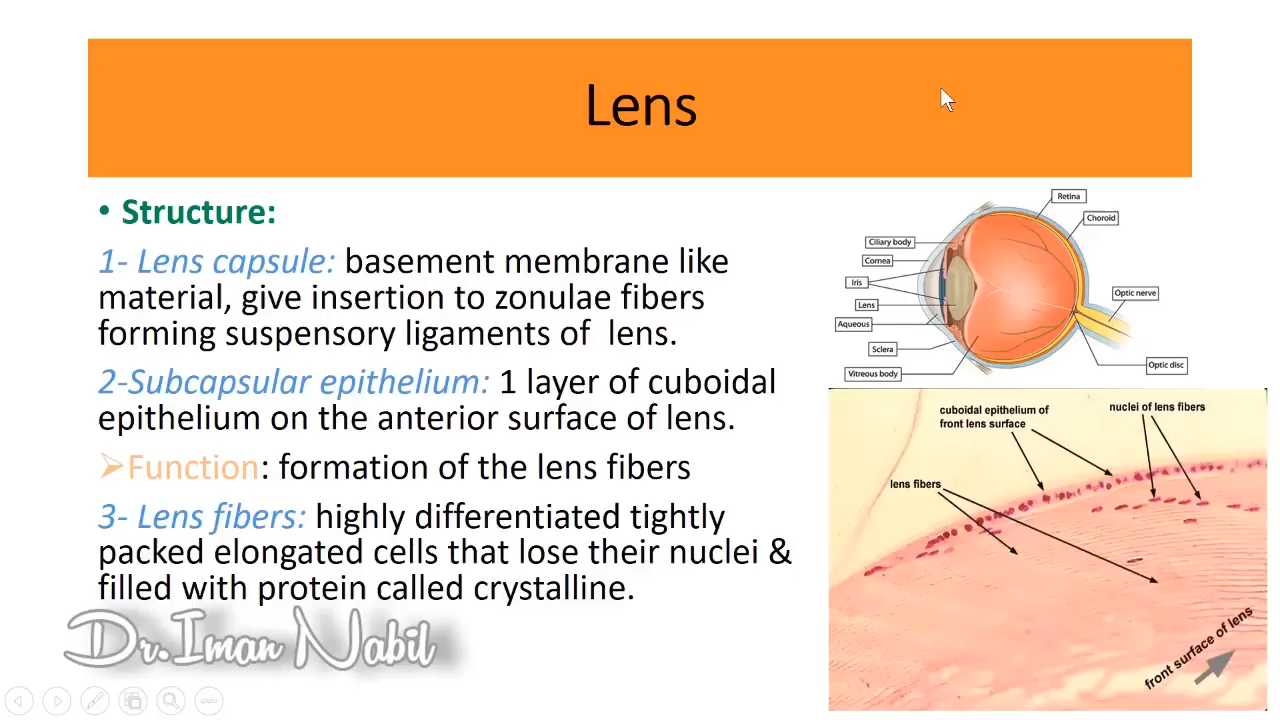 Lens
• Structure:
1- Lens capsule: basement membrane like
material, give insertion to zonulae fibers
forming suspensory ligaments of  lens.
2-Subcapsular epithelium: 1 layer of cuboidal
epithelium on the anterior surface of lens.
➢Function: formation of the lens fibers
3- Lens fibers: highly differentiated tightly
packed elongated cells that lose their nuclei &
filled with protein called crystalline.
Dr.Iman Nabil
Retina
Choroid
Ciliary body
Cornea
Iris
Lens
Aqueous
Sclera
Vitreous body
Optic nerve
Optic disc
cuboidal epithelium of
front lens surface
nuclei of lens fibers
lens fibers
front surface of lens